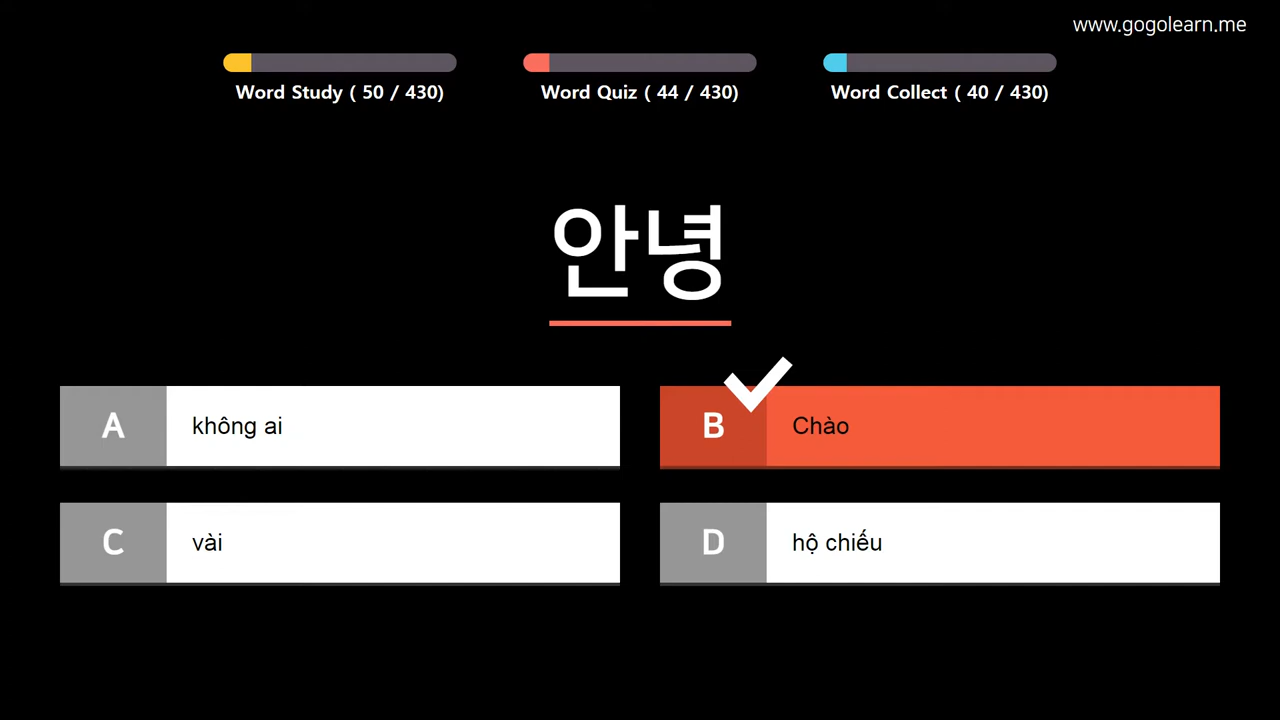 www.gogolearn.me
Word Study ( 50 / 430)
Word Quiz ( 44 / 430)
Word Collect ( 40 / 430)
안녕
A không ai
B Chào
C vài
D hộ chiếu